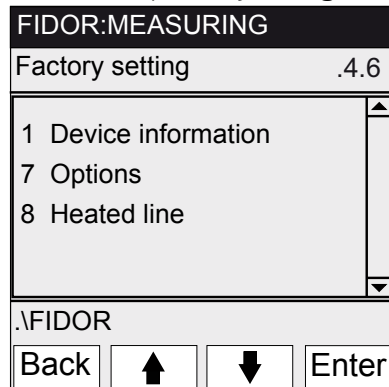 FIDOR:MEASURING
Factory setting .4.6
1 Device information
7 Options
8 Heated line
.\FIDOR
Back Enter